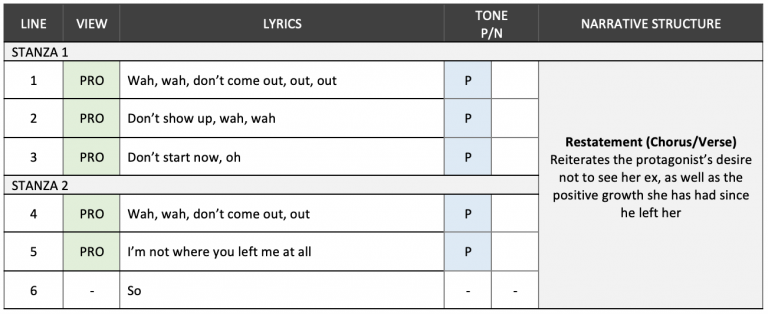 LINE VIEW LYRICS TONE P/N NARRATIVE STRUCTURE
STANZA 1
1 PRO Wah, wah, don’t come out, out, out P
2 PRO Don’t show up, wah, wah P
3 PRO Don’t start now, oh P
STANZA 2
4 PRO Wah, wah, don’t come out, out P
5 PRO I’m not where you left me at all P
6 - So - -
Restatement (Chorus/Verse)
Reiterates the protagonist’s desire
not to see her ex, as well as the
positive growth she has had since
he left her